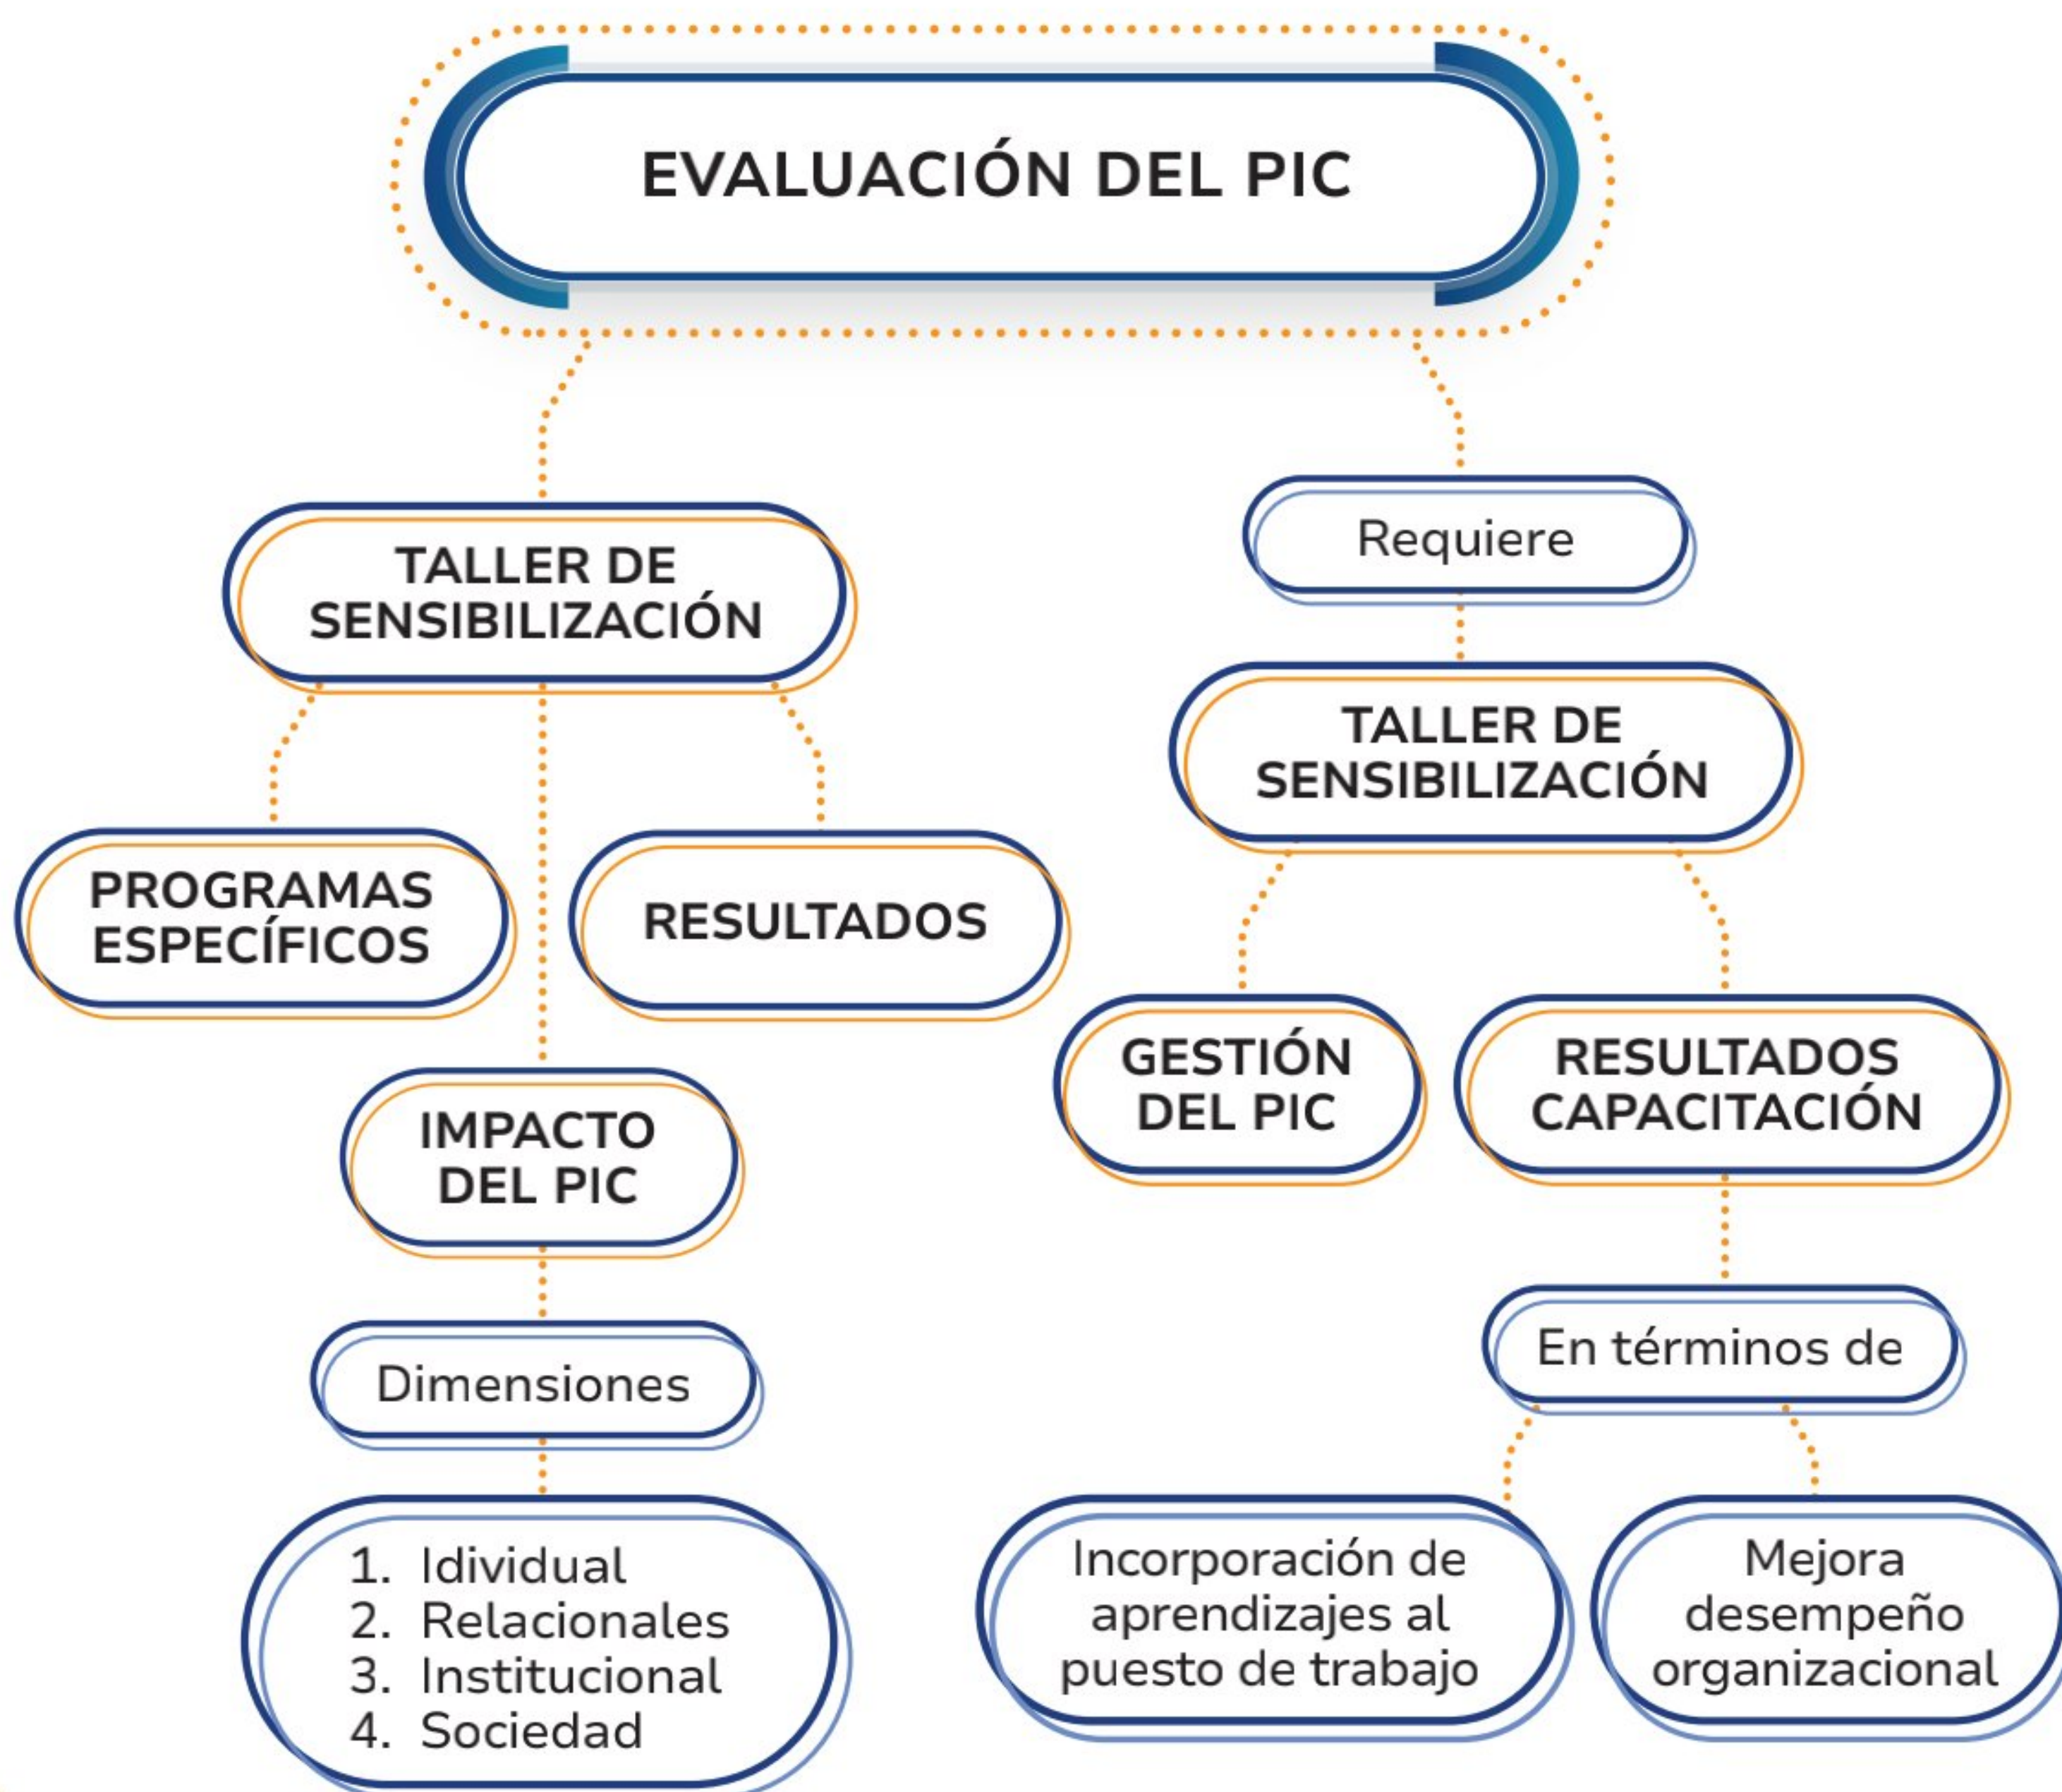 EVALUACIÓN DEL PIC
TALLER DE
SENSIBILIZACIÓN
PROGRAMAS
ESPECÍFICOS
RESULTADOS
IMPACTO
DEL PIC
Dimensiones
1. Idividual
2. Relacionales
3. Institucional
4. Sociedad
Requiere
TALLER DE
SENSIBILIZACIÓN
GESTIÓN
DEL PIC
RESULTADOS
CAPACITACIÓN
En términos de
Incorporación de
aprendizajes al
puesto de trabajo
Mejora
desempeño
organizacional